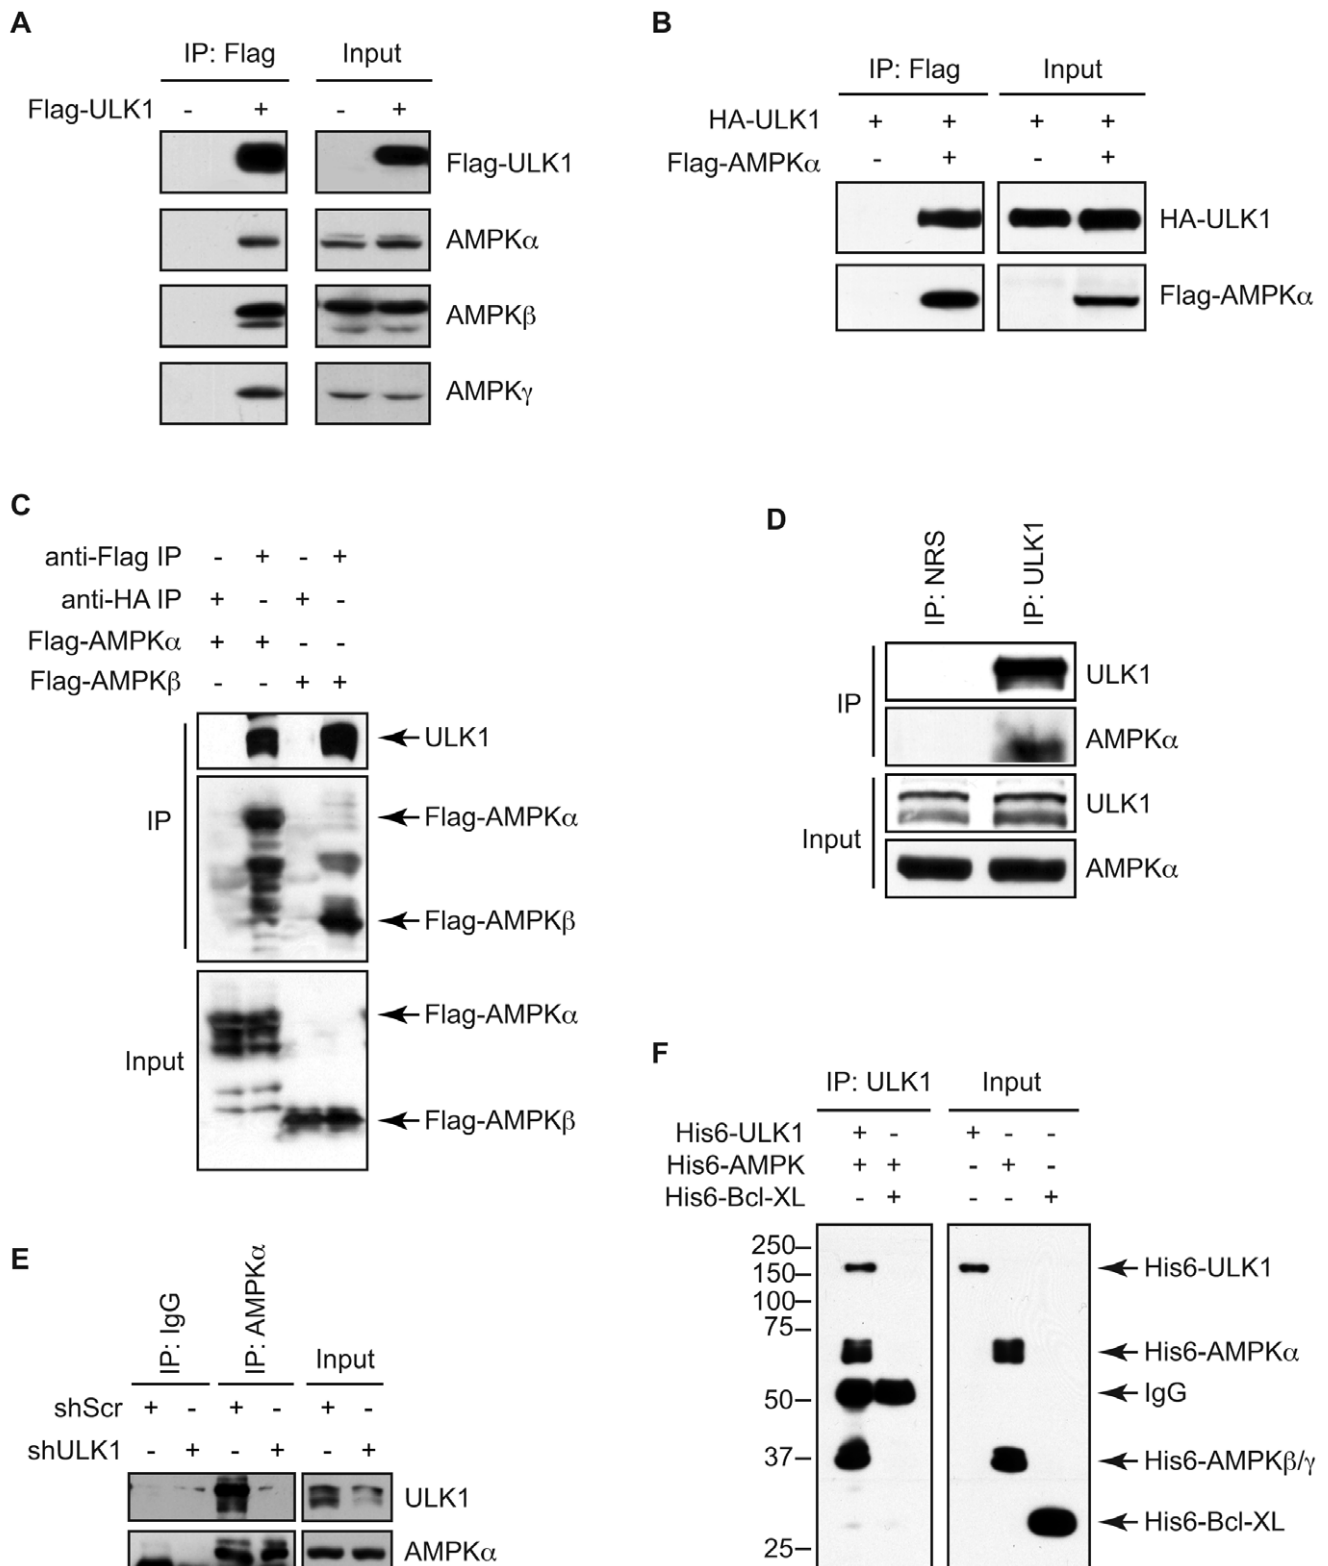 A
IP: Flag Input
Flag-ULK1 - + - +
Flag-ULK1
AMPKα
AMPKβ
AMPKγ
B
IP: Flag Input
HA-ULK1 + + + +
Flag-AMPKα - + - +
HA-ULK1
Flag-AMPKα
C
anti-Flag IP - + - +
anti-HA IP + - + -
Flag-AMPKα + + - -
Flag-AMPKβ - - + +
IP
ULK1
Flag-AMPKα
Flag-AMPKβ
Input
Flag-AMPKα
Flag-AMPKβ
D
IP: NRS IP: ULK1
IP
ULK1
AMPKα
Input
ULK1
AMPKα
E
IP: IgG IP: AMPKα Input
shScr + - + - + -
shULK1 - + - + - +
ULK1
AMPKα
F
IP: ULK1 Input
His6-ULK1 + - + - -
His6-AMPK + + - + -
His6-Bcl-XL - + - - +
250
150
100
75
50
37
25
His6-ULK1
His6-AMPKα
IgG
His6-AMPKβ/γ
His6-Bcl-XL